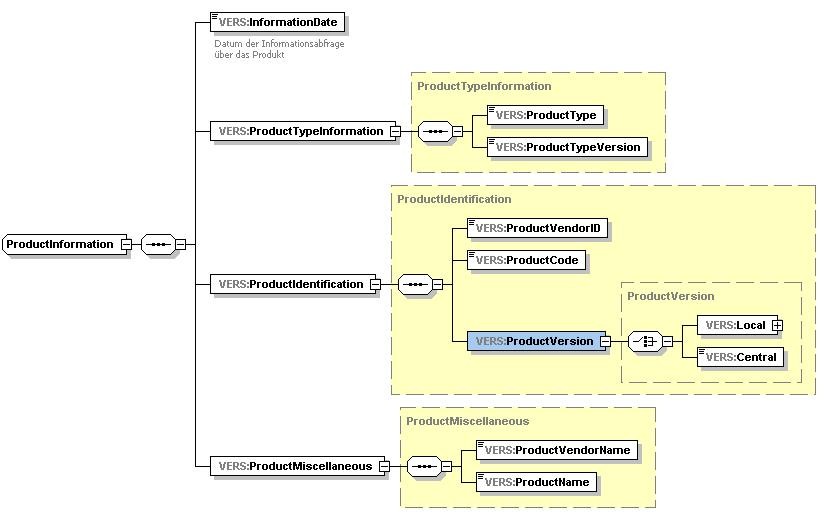 VERS:InformationDate
Datum der Informationsabfrage
über das Produkt
ProductTypeInformation
VERS:ProductType
VERS:ProductTypeInformation
VERS:ProductTypeVersion
ProductIdentification
VERS:ProductVendorID
ProductInformation
VERS:ProductCode
VERS:ProductIdentification
ProductVersion
VERS:Local
VERS:ProductVersion
VERS:Central
ProductMiscellaneous
VERS:ProductVendorName
VERS:ProductMiscellaneous
VERS:ProductName